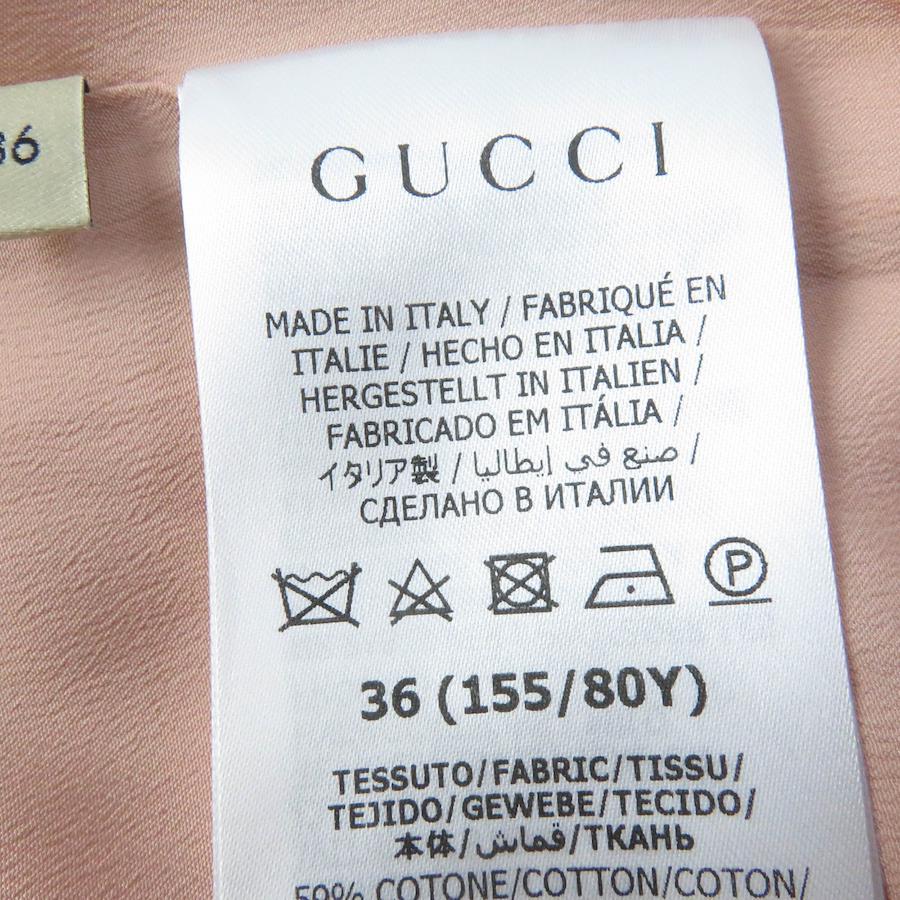 36
GUCCI
MADE IN ITALY / FABRIQUÉ EN
ITALIE / HECHO EN ITALIA /
HERGESTELLT IN ITALIEN /
FABRICADO EM ITÁLIA /
イタリア製 / صنع في إيطاليا /
СДЕЛАНО В ИТАЛИИ
P
36 (155/80Y)
TESSUTO/FABRIC/TISSU/
TEJIDO/GEWEBE/TECIDO/
本体/قماش/ТКАНЬ
50% COTONE/COTTON/COTON/